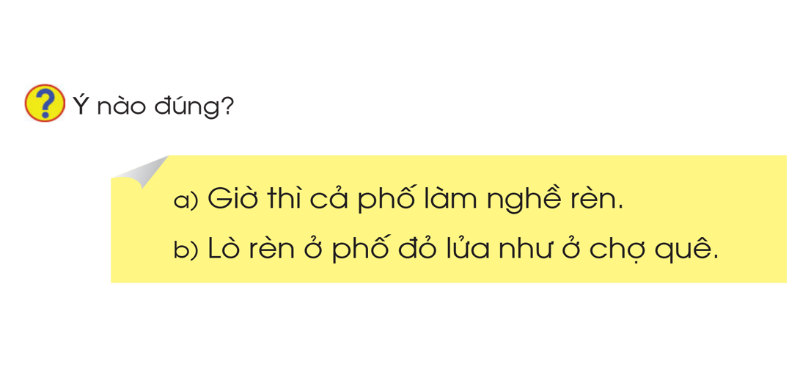 ?
Ý nào đúng?
a) Giờ thì cả phố làm nghề rèn.
b) Lò rèn ở phố đỏ lửa như ở chợ quê.